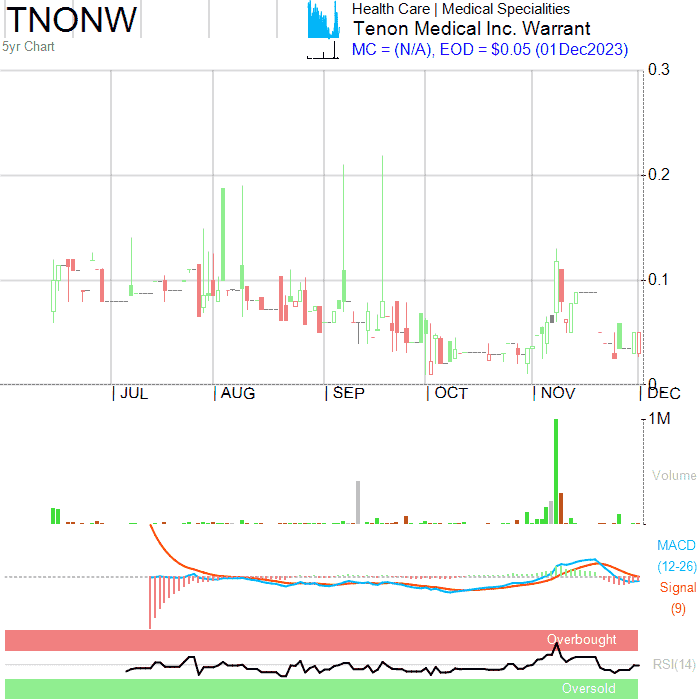 TNONW
5yr Chart
Health Care | Medical Specialities
Tenon Medical Inc. Warrant
MC = (N/A), EOD = $0.05 (01Dec2023)
0.3
0.2
0.1
0
JUL
AUG
SEP
OCT
NOV
DEC
1M
Volume
MACD
(12-26)
Signal
(9)
Overbought
RSI(14)
Oversold